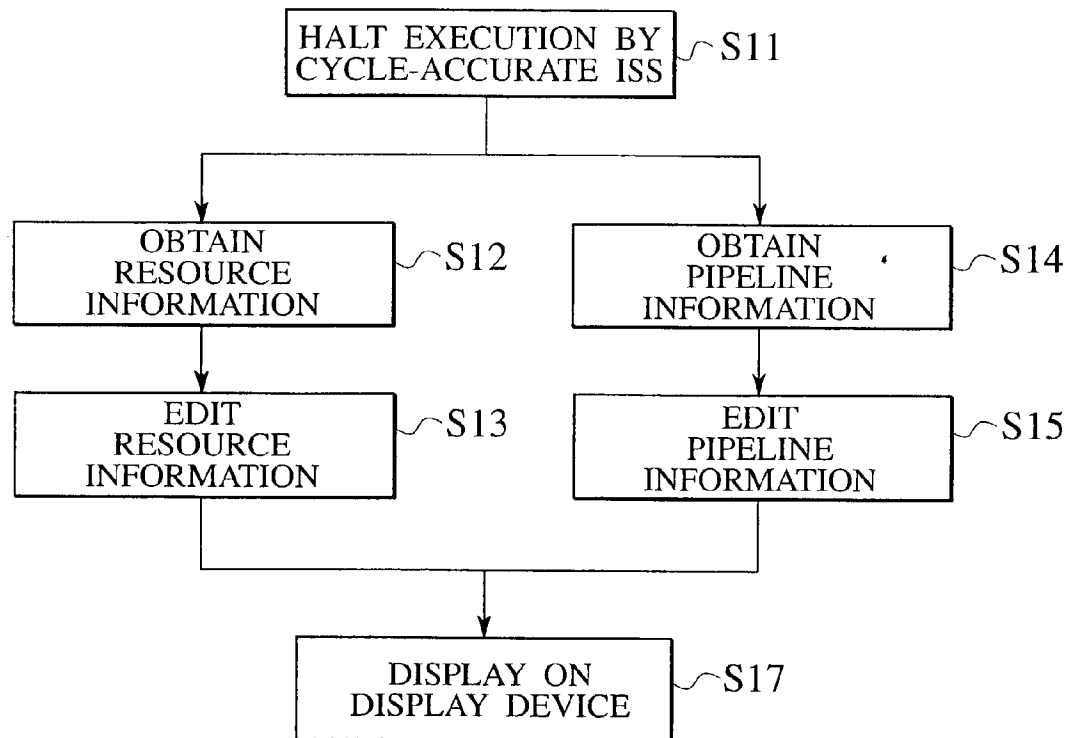 HALT EXECUTION BY
CYCLE-ACCURATE ISS
S11
OBTAIN
RESOURCE
INFORMATION
S12
OBTAIN
PIPELINE
INFORMATION
S14
EDIT
RESOURCE
INFORMATION
S13
EDIT
PIPELINE
INFORMATION
S15
DISPLAY ON
DISPLAY DEVICE
S17